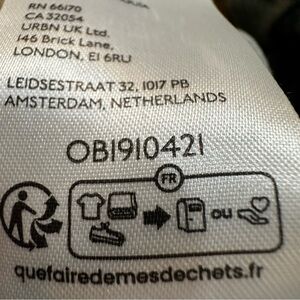 RN 66170
CA 32054
URBN UK Ltd.
146 Brick Lane,
LONDON, E1 6RU
LEIDSESTRAAT 32, 1017 PB
AMSTERDAM, NETHERLANDS
OB1910421
FR
ou
quefairedemesdechets.fr